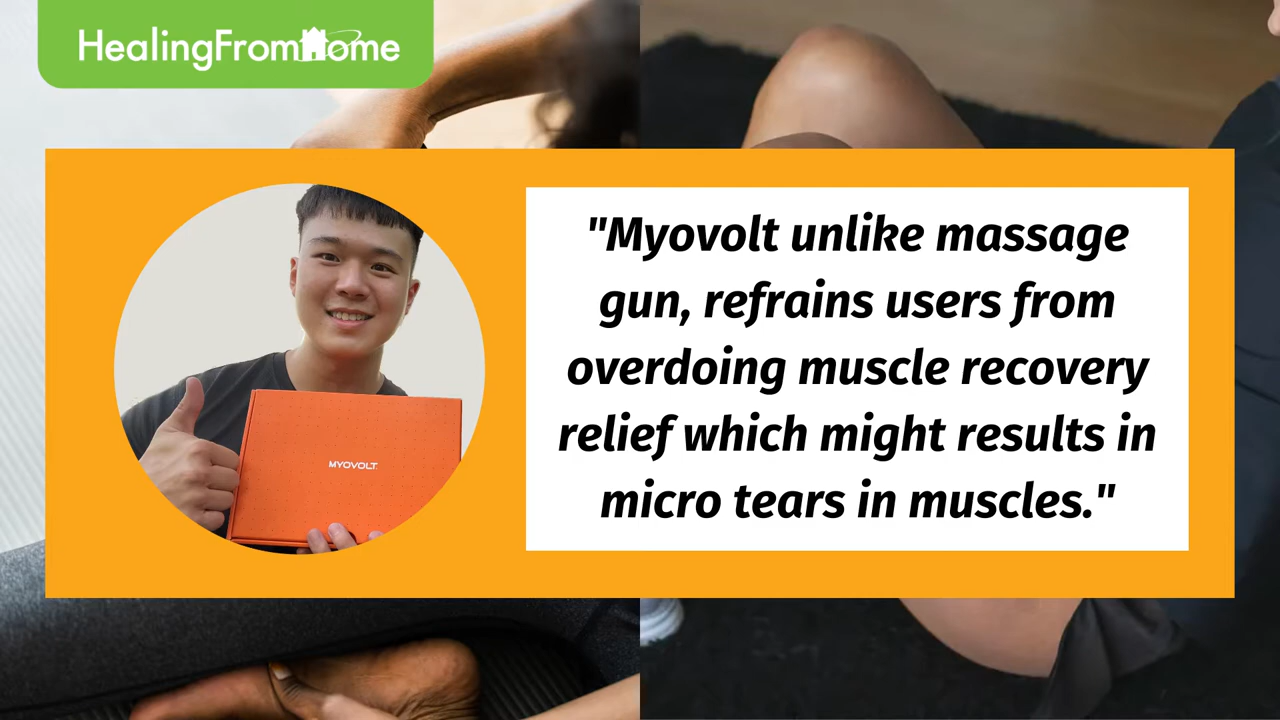 HealingFromHome
"Myovolt unlike massage
gun, refrains users from
overdoing muscle recovery
relief which might results in
micro tears in muscles."
MYOVOLT